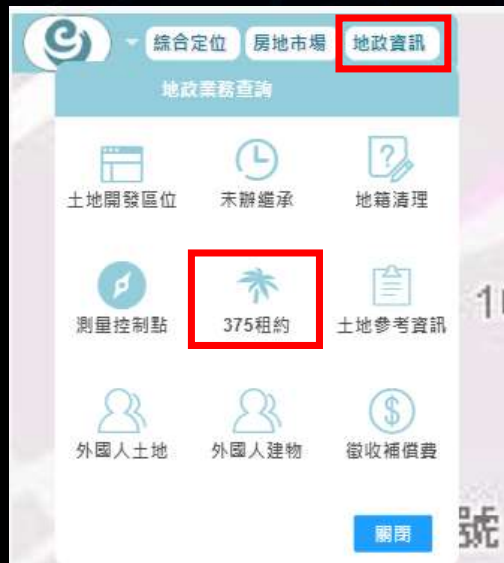 綜合定位 房地市場 地政資訊
地政業務查詢
土地開發區位 未辦繼承 地籍清理
測量控制點 375租約 土地參考資訊
外國人土地 外國人建物 徵收補償費
關閉
號